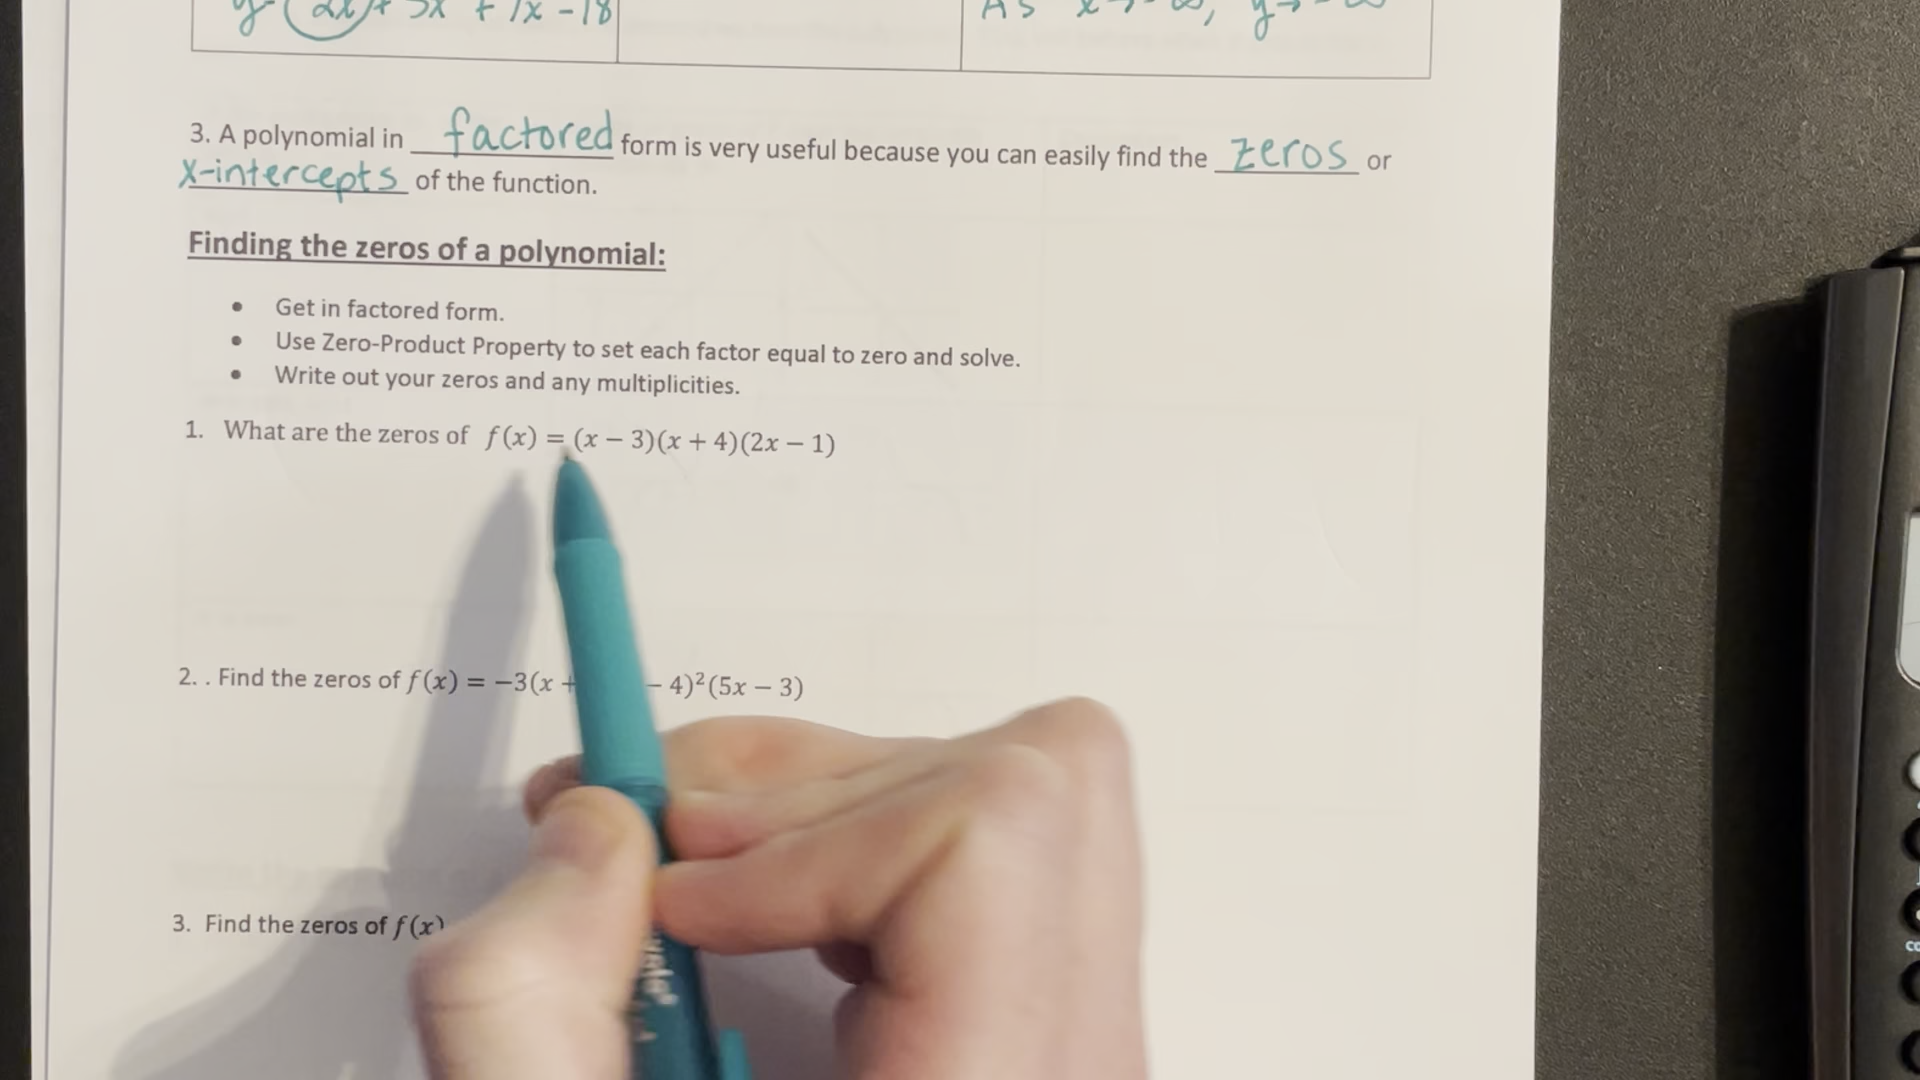 As x→-∞, y→-∞
3. A polynomial in factored form is very useful because you can easily find the zeros or
x-intercepts of the function.
Finding the zeros of a polynomial:
• Get in factored form.
• Use Zero-Product Property to set each factor equal to zero and solve.
• Write out your zeros and any multiplicities.
1. What are the zeros of f(x) = (x − 3)(x + 4)(2x − 1)
2. . Find the zeros of f(x) = −3(x + − 4)²(5x − 3)
3. Find the zeros of f(x)